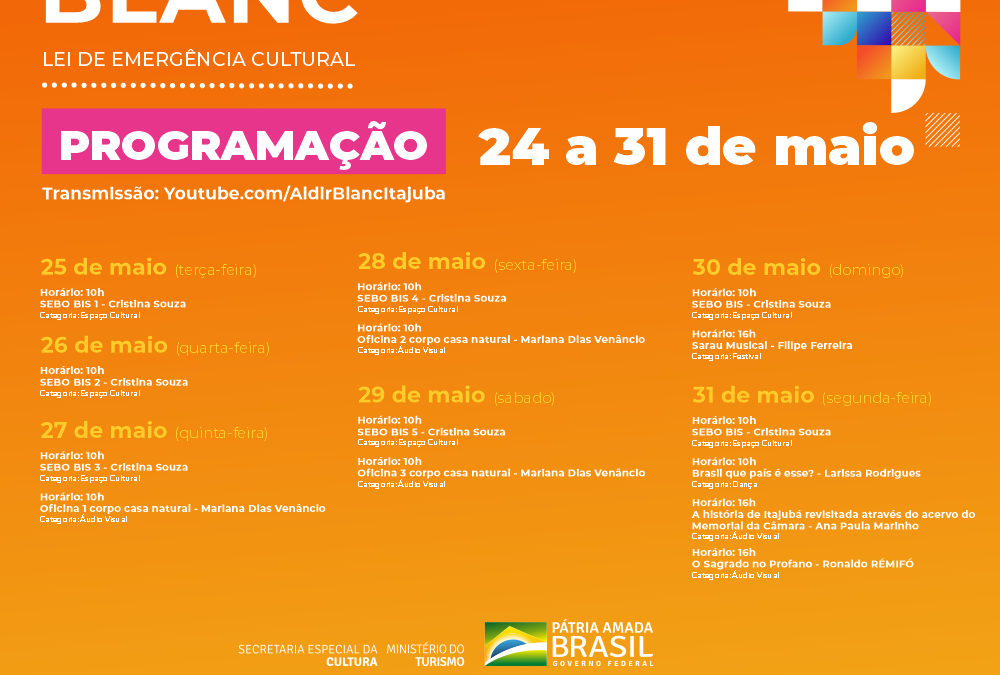 BLANC
LEI DE EMERGÊNCIA CULTURAL
PROGRAMAÇÃO
24 a 31 de maio
Transmissão: Youtube.com/AldirBlancItajuba
25 de maio (terça-feira)
Horário: 10h
SEBO BIS 1 - Cristina Souza
Categoria: Espaço Cultural
26 de maio (quarta-feira)
Horário: 10h
SEBO BIS 2 - Cristina Souza
Categoria: Espaço Cultural
27 de maio (quinta-feira)
Horário: 10h
SEBO BIS 3 - Cristina Souza
Categoria: Espaço Cultural
Horário: 10h
Oficina 1 corpo casa natural - Mariana Dias Venâncio
Categoria: Áudio Visual
28 de maio (sexta-feira)
Horário: 10h
SEBO BIS 4 - Cristina Souza
Categoria: Espaço Cultural
Horário: 10h
Oficina 2 corpo casa natural - Mariana Dias Venâncio
Categoria: Áudio Visual
29 de maio (sábado)
Horário: 10h
SEBO BIS 5 - Cristina Souza
Categoria: Espaço Cultural
Horário: 10h
Oficina 3 corpo casa natural - Mariana Dias Venâncio
Categoria: Áudio Visual
30 de maio (domingo)
Horário: 10h
SEBO BIS - Cristina Souza
Categoria: Espaço Cultural
Horário: 16h
Sarau Musical - Filipe Ferreira
Categoria: Festival
31 de maio (segunda-feira)
Horário: 10h
SEBO BIS - Cristina Souza
Categoria: Espaço Cultural
Horário: 10h
Brasil que país é esse? - Larissa Rodrigues
Categoria: Dança
Horário: 16h
A história de Itajubá revisitada através do acervo do
Memorial da Câmara - Ana Paula Marinho
Categoria: Áudio Visual
Horário: 16h
O Sagrado no Profano - Ronaldo RÊMIFÓ
Categoria: Áudio Visual
SECRETARIA ESPECIAL DA
CULTURA
MINISTÉRIO DO
TURISMO
PÁTRIA AMADA
BRASIL
GOVERNO FEDERAL